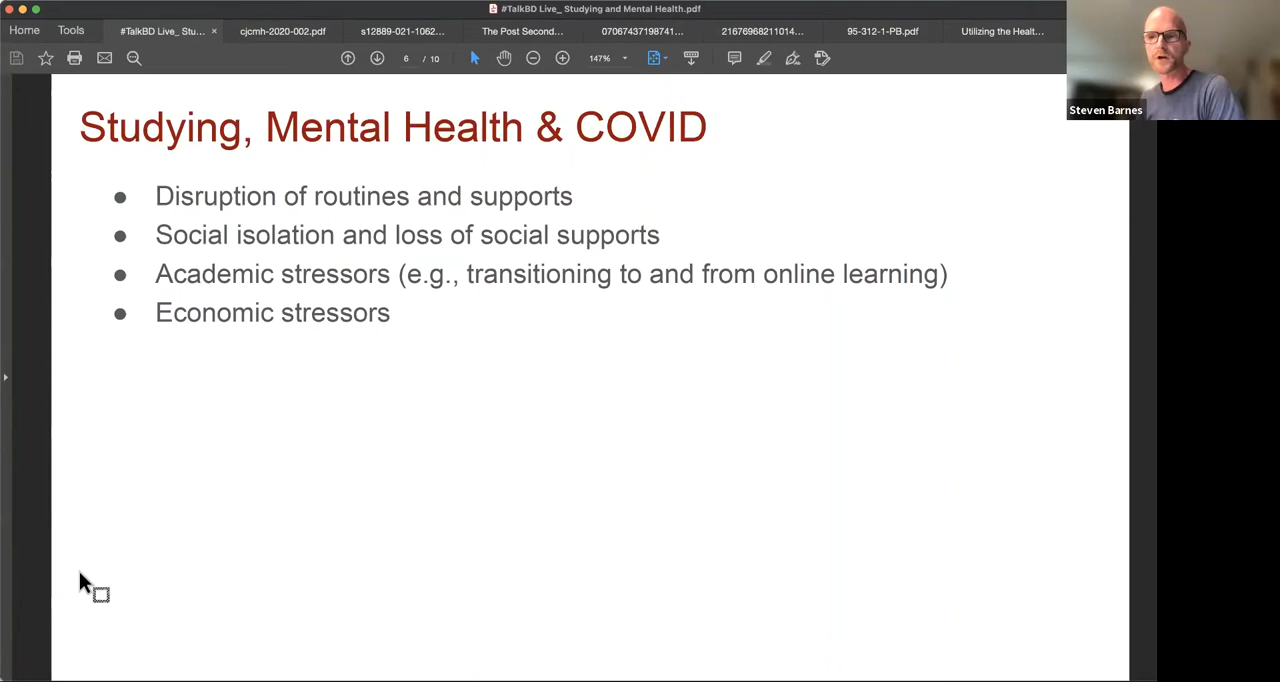 #TalkBD Live_ Studying and Mental Health.pdf
Home Tools #TalkBD Live_ Stu... × cjcmh-2020-002.pdf s12889-021-1062... The Post Second... 07067437198741... 21676968211014... 95-312-1-PB.pdf Utilizing the Healt...
6 / 10 147%
Steven Barnes
Studying, Mental Health & COVID
● Disruption of routines and supports
● Social isolation and loss of social supports
● Academic stressors (e.g., transitioning to and from online learning)
● Economic stressors